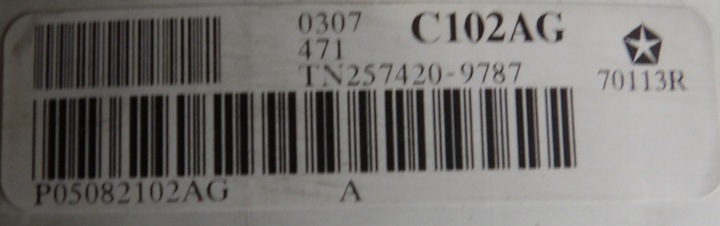 0307 C102AG
471
TN257420-9787
70113R
P05082102AG A